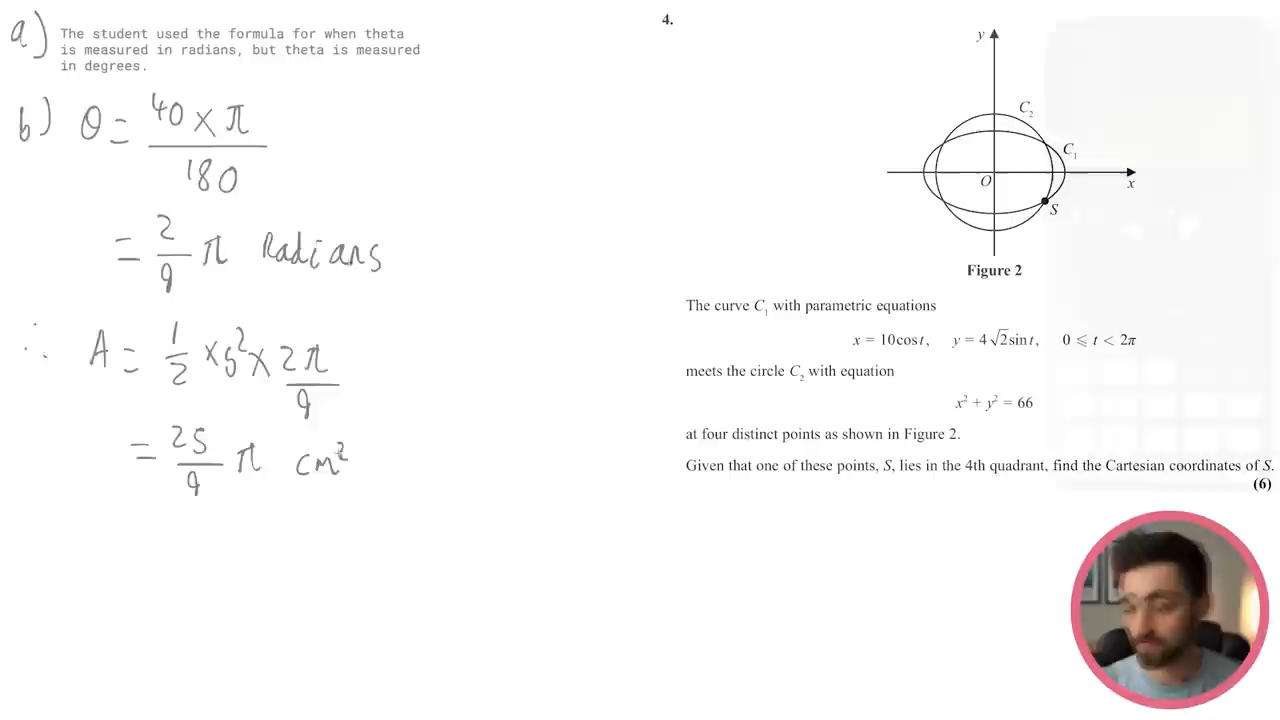 a) The student used the formula for when theta
is measured in radians, but theta is measured
in degrees.
b) θ = 40 × π / 180
= 2/9 π Radians
∴ A = 1/2 × 5² × 2π/9
= 25/9 π cm²
4.
y
C₂
C₁
O
x
S
Figure 2
The curve C₁ with parametric equations
x = 10cos t, y = 4√2 sin t, 0 ⩽ t < 2π
meets the circle C₂ with equation
x² + y² = 66
at four distinct points as shown in Figure 2.
Given that one of these points, S, lies in the 4th quadrant, find the Cartesian coordinates of S.
(6)